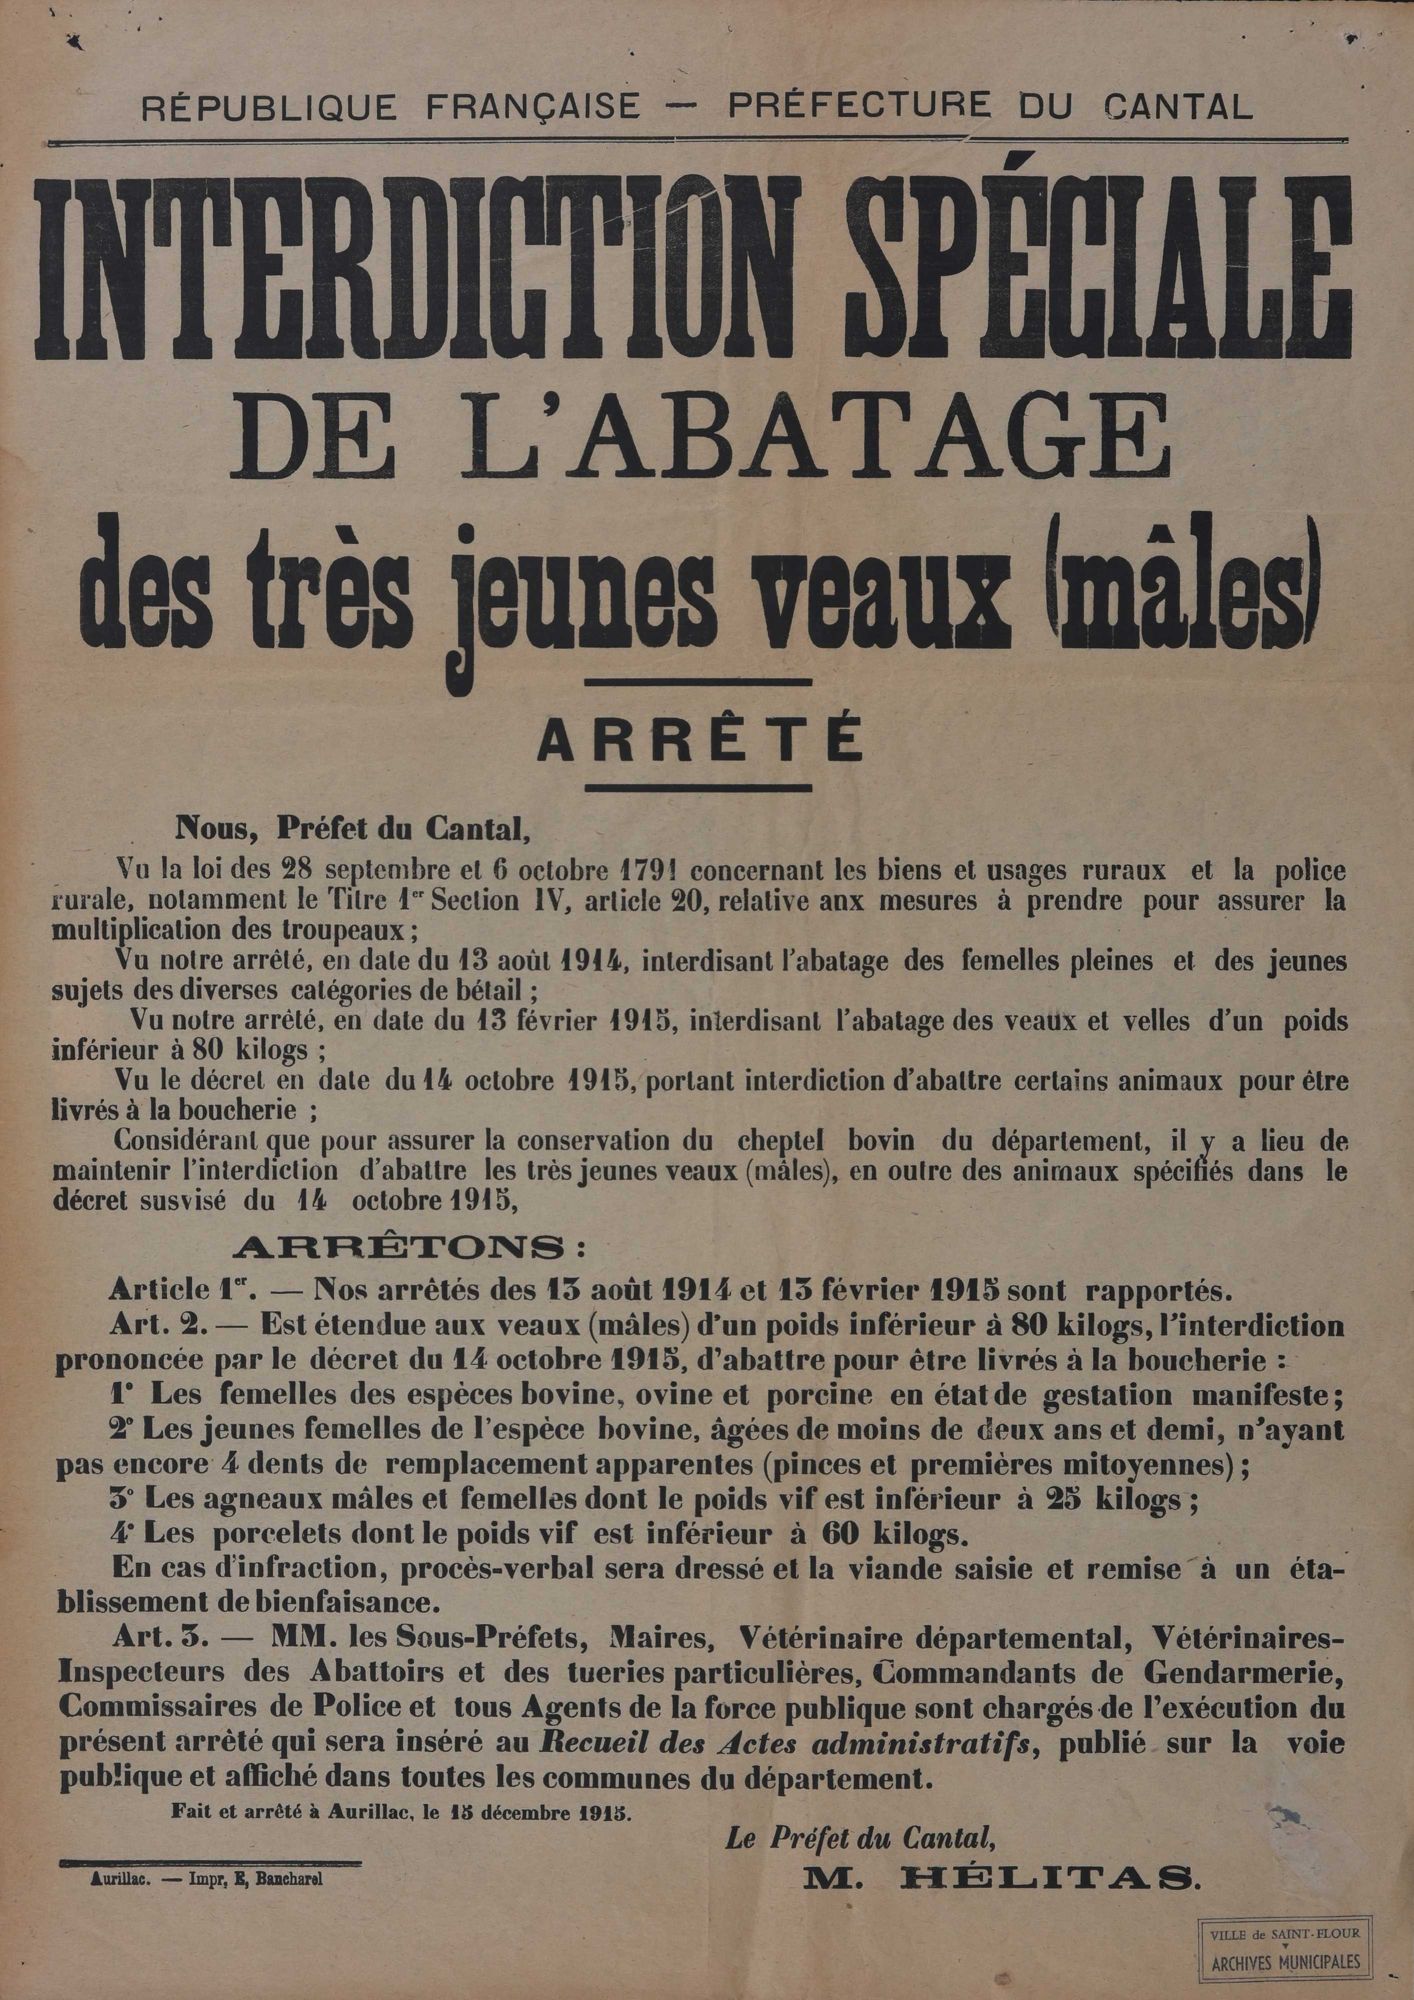 RÉPUBLIQUE FRANÇAISE — PRÉFECTURE DU CANTAL
INTERDICTION SPÉCIALE
DE L'ABATAGE
des très jeunes veaux (mâles)
ARRÊTÉ
Nous, Préfet du Cantal,
Vu la loi des 28 septembre et 6 octobre 1791 concernant les biens et usages ruraux et la police
rurale, notamment le Titre 1er Section IV, article 20, relative anx mesures à prendre pour assurer la
multiplication des troupeaux ;
Vu notre arrêté, en date du 13 août 1914, interdisant l'abatage des femelles pleines et des jeunes
sujets des diverses catégories de bétail ;
Vu notre arrêté, en date du 13 février 1915, interdisant l'abatage des veaux et velles d'un poids
inférieur à 80 kilogs ;
Vu le décret en date du 14 octobre 1915, portant interdiction d'abattre certains animaux pour être
livrés à la boucherie ;
Considérant que pour assurer la conservation du cheptel bovin du département, il y a lieu de
maintenir l'interdiction d'abattre les très jeunes veaux (mâles), en outre des animaux spécifiés dans le
décret susvisé du 14 octobre 1915,
ARRÊTONS :
Article 1er. — Nos arrêtés des 13 août 1914 et 13 février 1915 sont rapportés.
Art. 2. — Est étendue aux veaux (mâles) d'un poids inférieur à 80 kilogs, l'interdiction
prononcée par le décret du 14 octobre 1915, d'abattre pour être livrés à la boucherie :
1° Les femelles des espèces bovine, ovine et porcine en état de gestation manifeste ;
2° Les jeunes femelles de l'espèce bovine, âgées de moins de deux ans et demi, n'ayant
pas encore 4 dents de remplacement apparentes (pinces et premières mitoyennes) ;
3° Les agneaux mâles et femelles dont le poids vif est inférieur à 25 kilogs ;
4° Les porcelets dont le poids vif est inférieur à 60 kilogs.
En cas d'infraction, procès-verbal sera dressé et la viande saisie et remise à un éta-
blissement de bienfaisance.
Art. 3. — MM. les Sous-Préfets, Maires, Vétérinaire départemental, Vétérinaires-
Inspecteurs des Abattoirs et des tueries particulières, Commandants de Gendarmerie,
Commissaires de Police et tous Agents de la force publique sont chargés de l'exécution du
présent arrêté qui sera inséré au Recueil des Actes administratifs, publié sur la voie
publique et affiché dans toutes les communes du département.
Fait et arrêté à Aurillac, le 15 décembre 1915.
Le Préfet du Cantal,
M. HÉLITAS.
Aurillac. — Impr, E, Bancharel
VILLE de SAINT-FLOUR
ARCHIVES MUNICIPALES